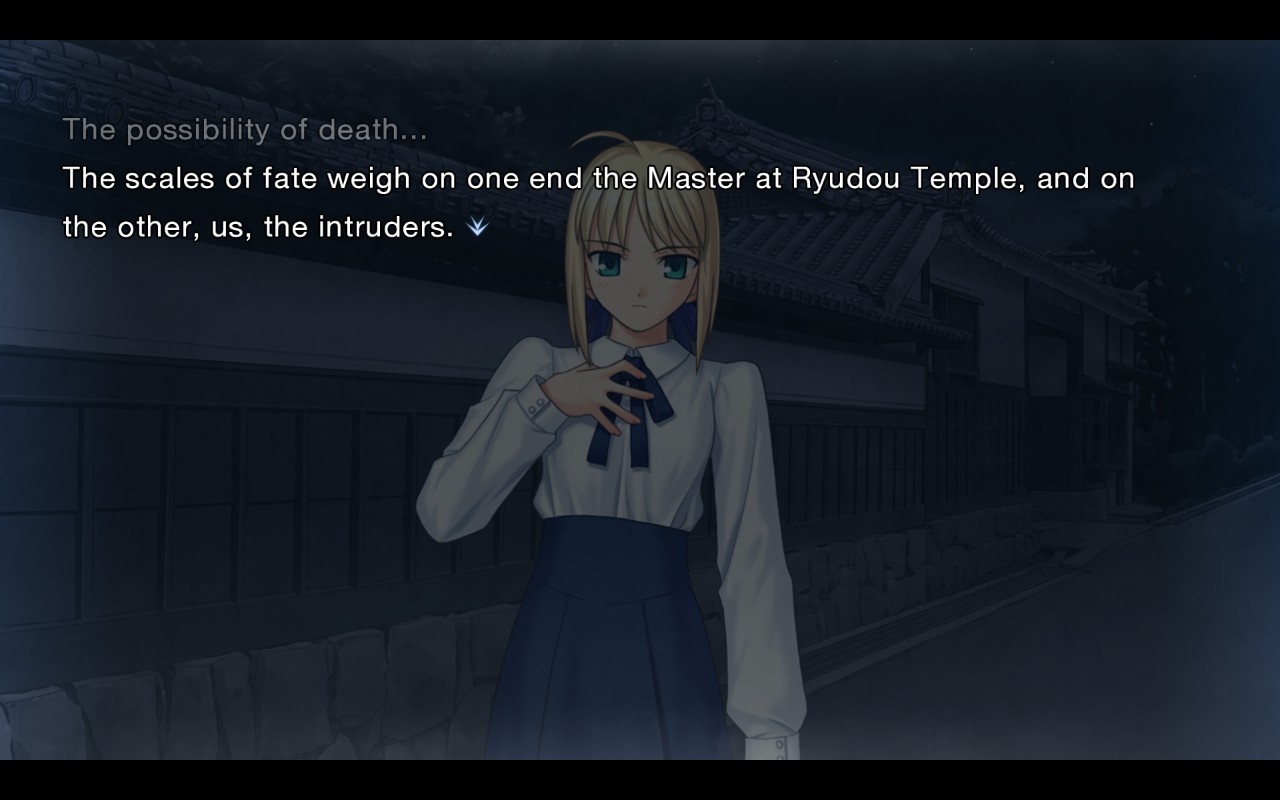 The possibility of death...
The scales of fate weigh on one end the Master at Ryudou Temple, and on
the other, us, the intruders.